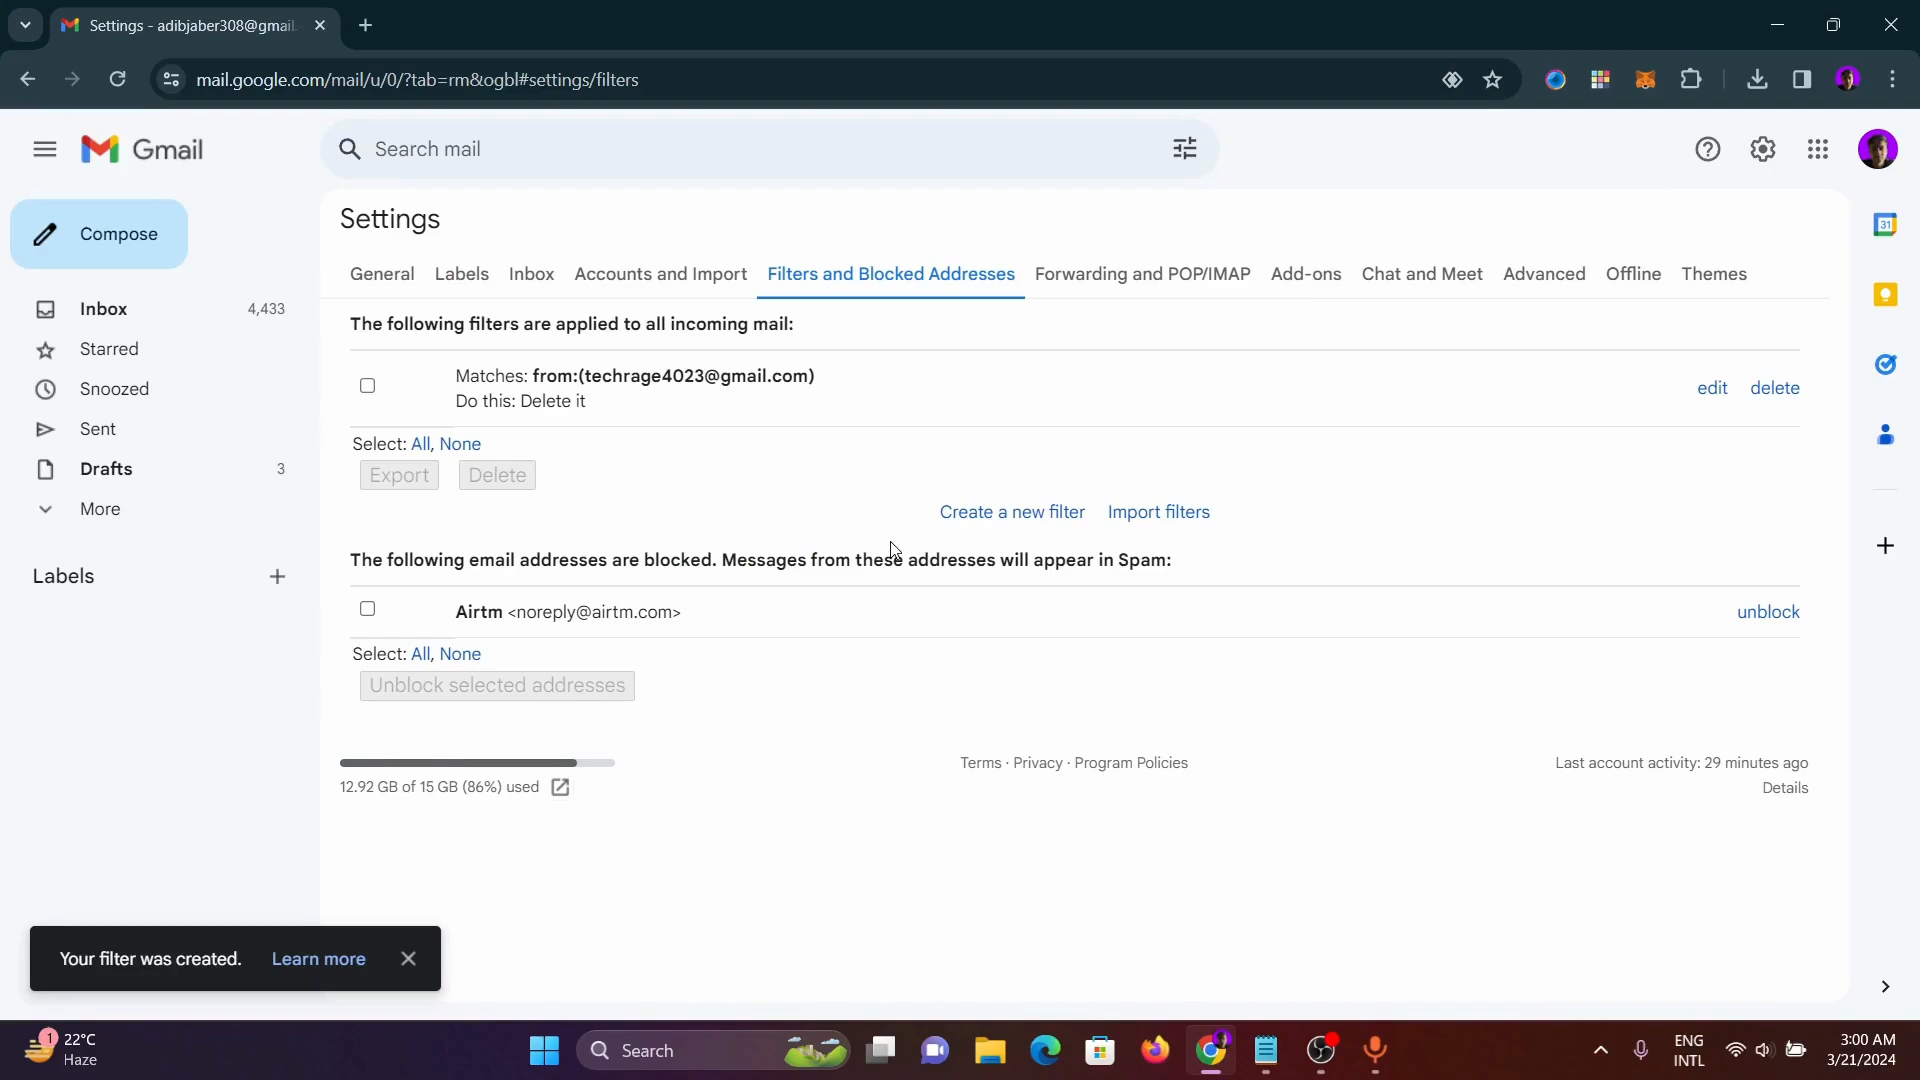 Settings - adibjaber308@gmail.
mail.google.com/mail/u/0/?tab=rm&ogbl#settings/filters
Gmail
Search mail
Compose
Inbox 4,433
Starred
Snoozed
Sent
Drafts 3
More
Labels
Settings
General Labels Inbox Accounts and Import Filters and Blocked Addresses Forwarding and POP/IMAP Add-ons Chat and Meet Advanced Offline Themes
The following filters are applied to all incoming mail:
Matches: from:(techrage4023@gmail.com)
Do this: Delete it
edit delete
Select: All, None
Export Delete
Create a new filter Import filters
The following email addresses are blocked. Messages from these addresses will appear in Spam:
Airtm <noreply@airtm.com> unblock
Select: All, None
Unblock selected addresses
12.92 GB of 15 GB (86%) used
Terms · Privacy · Program Policies
Last account activity: 29 minutes ago
Details
31
Your filter was created. Learn more
1
22°C
Haze
Search
ENG
INTL
3:00 AM
3/21/2024